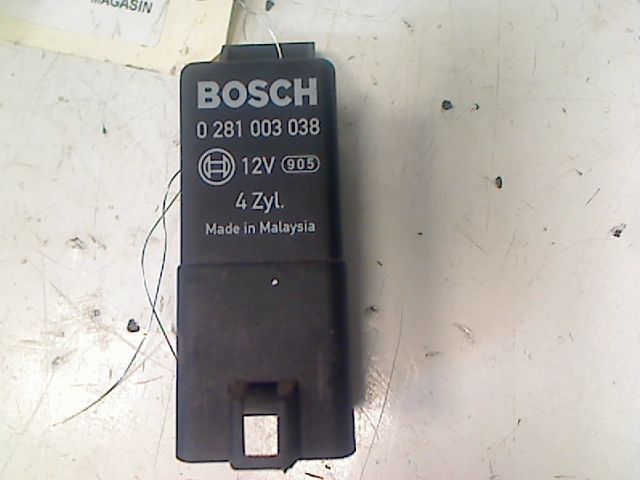 MAGASIN
BOSCH
0 281 003 038
12V 905
4 Zyl.
Made in Malaysia